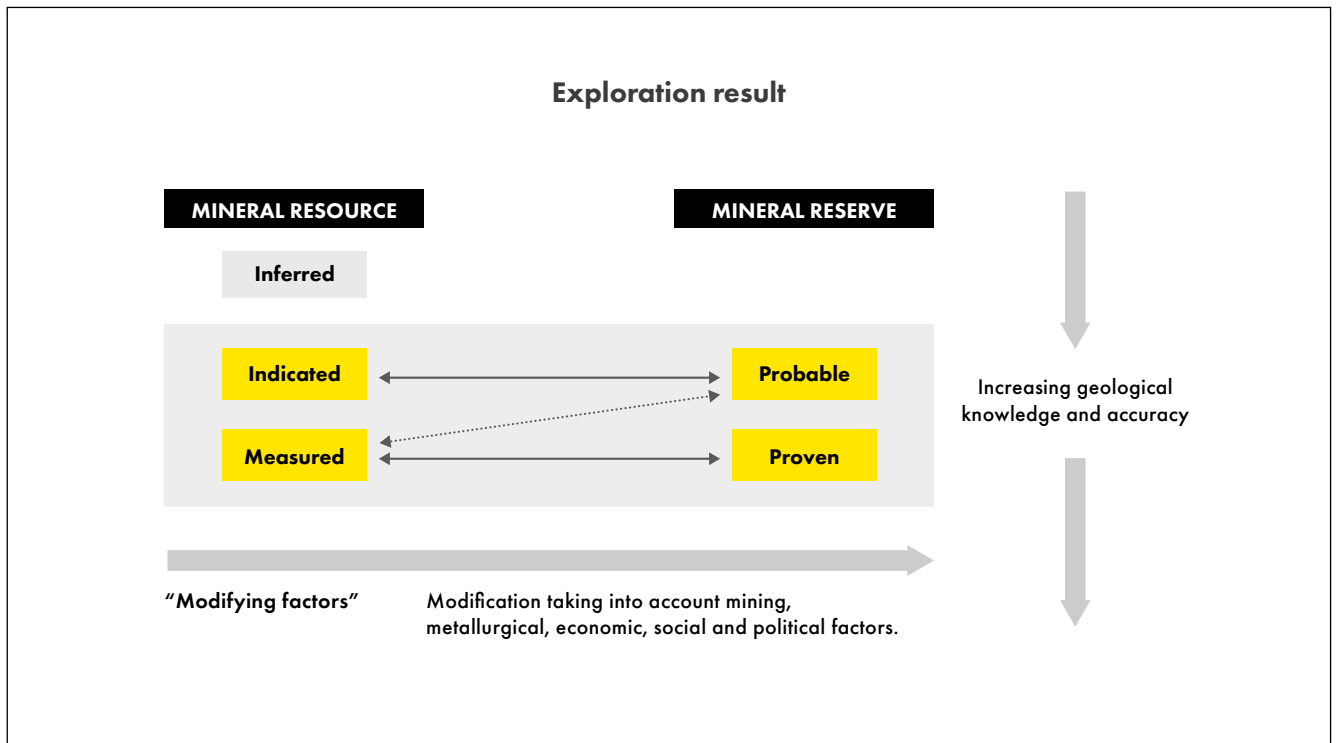 Exploration result
MINERAL RESOURCE
MINERAL RESERVE
Inferred
Indicated
Probable
Measured
Proven
Increasing geological
knowledge and accuracy
“Modifying factors”
Modification taking into account mining,
metallurgical, economic, social and political factors.